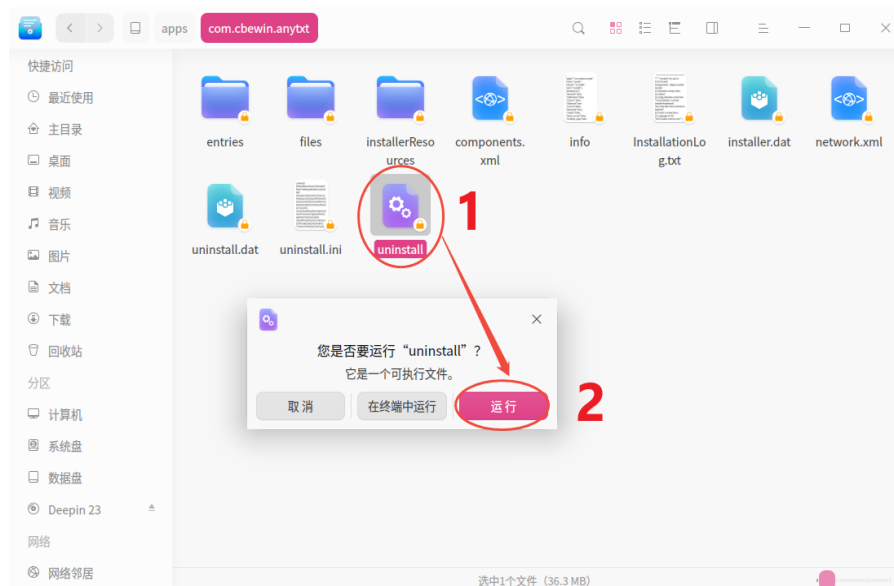 apps
com.cbewin.anytxt
快捷访问
最近使用
主目录
桌面
视频
音乐
图片
文档
下载
回收站
分区
计算机
系统盘
数据盘
Deepin 23
网络
网络邻居
entries
files
installerReso
urces
components.
xml
info
InstallationLo
g.txt
installer.dat
network.xml
uninstall.dat
uninstall.ini
uninstall
1
您是否要运行“uninstall”？
它是一个可执行文件。
取 消
在终端中运行
运 行
2
选中1个文件（36.3 MB）